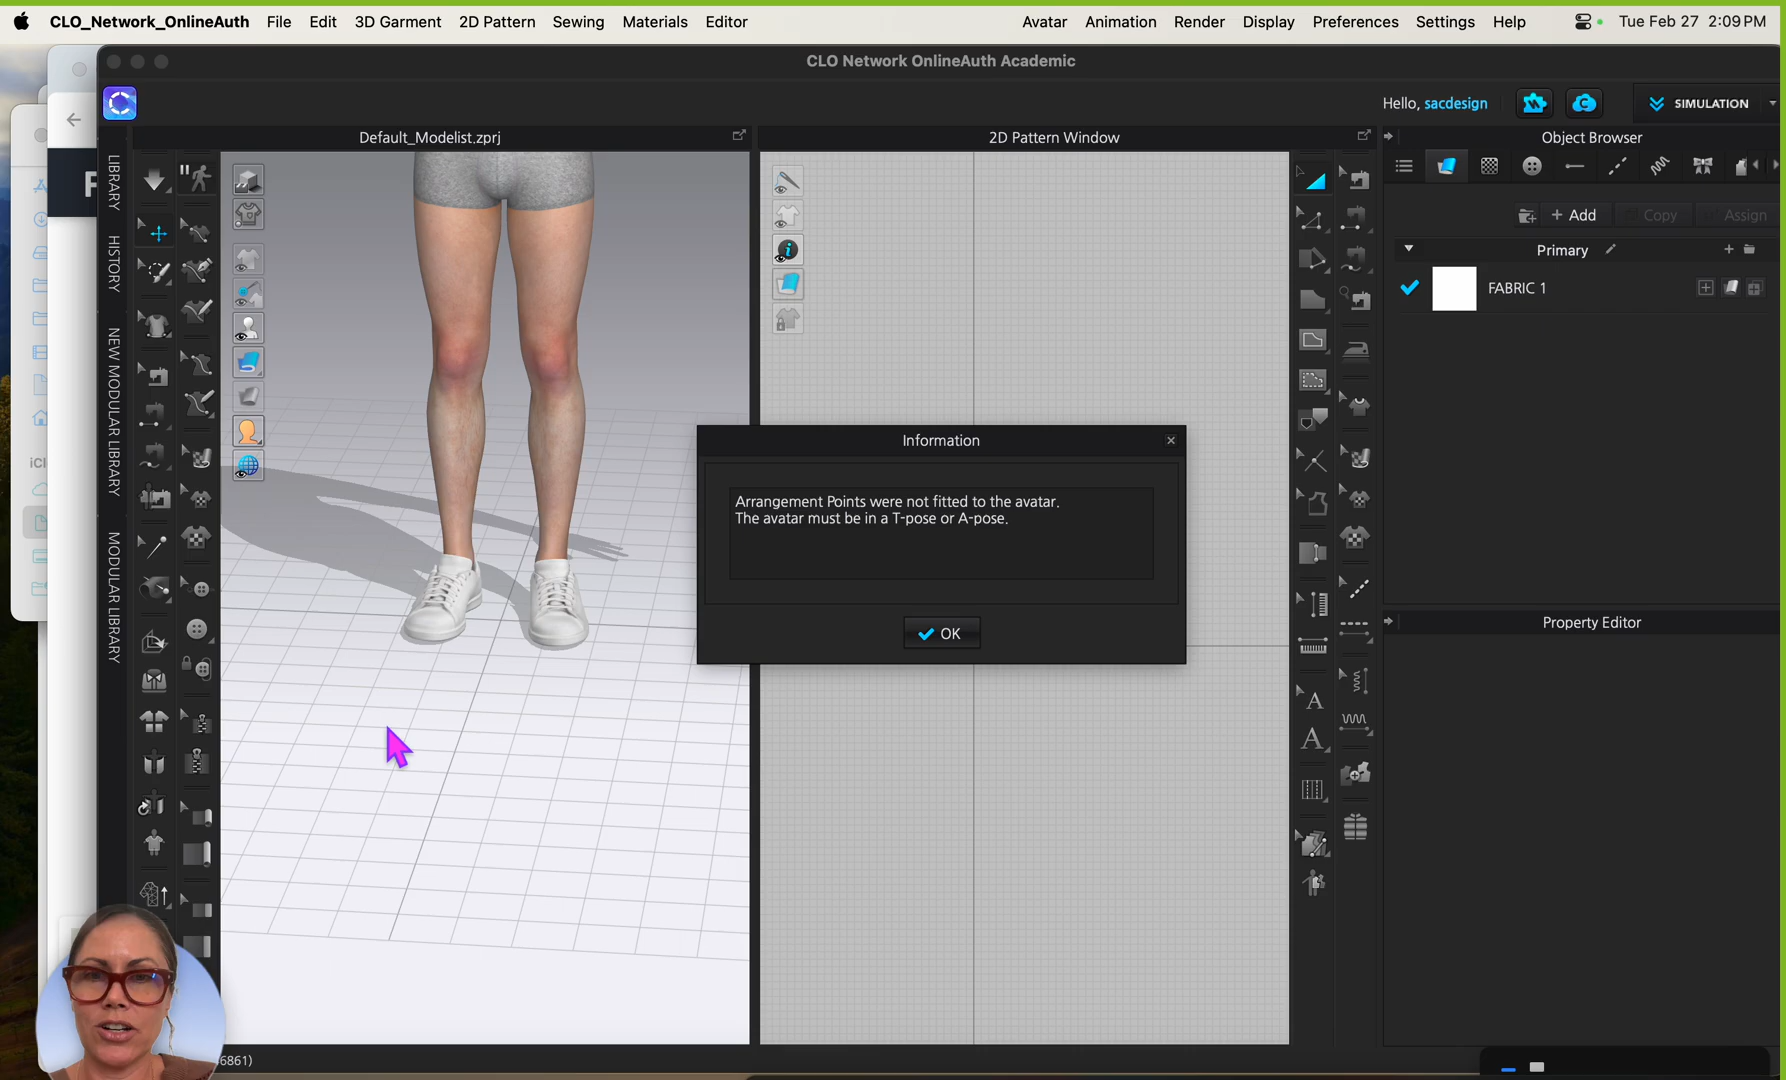 CLO_Network_OnlineAuth File Edit 3D Garment 2D Pattern Sewing Materials Editor Avatar Animation Render Display Preferences Settings Help Tue Feb 27 2:09 PM
CLO Network OnlineAuth Academic
Hello, sacdesign
SIMULATION
Default_Modelist.zprj
2D Pattern Window
Object Browser
LIBRARY
HISTORY
NEW MODULAR LIBRARY
MODULAR LIBRARY
F
iCl
+ Add Copy Assign
Primary
FABRIC 1
Information
Arrangement Points were not fitted to the avatar.
The avatar must be in a T-pose or A-pose.
OK
Property Editor
A
A
6861)